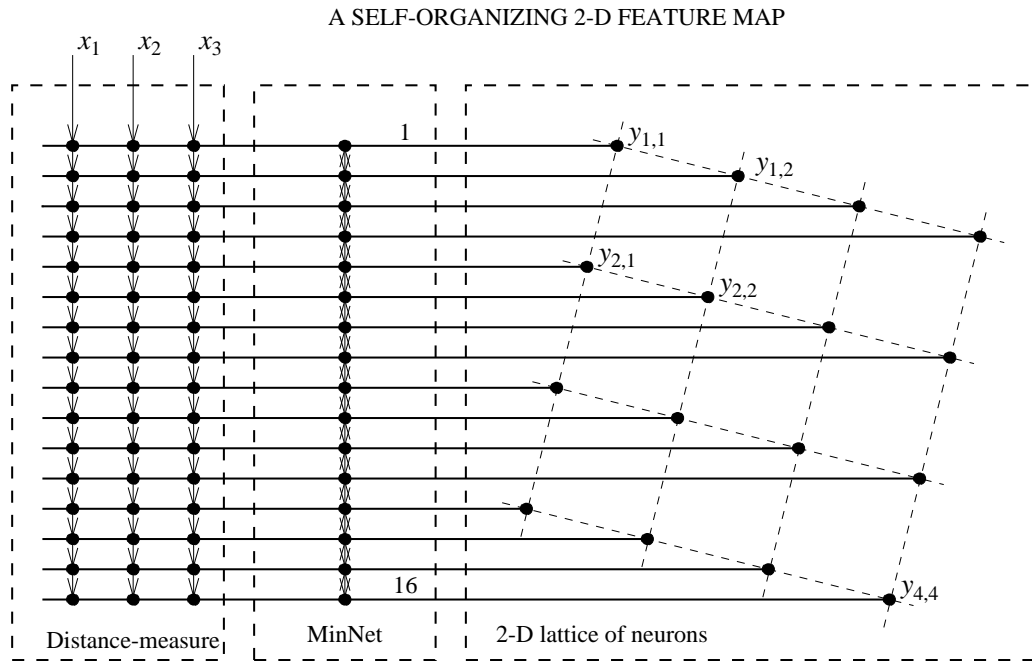 A SELF-ORGANIZING 2-D FEATURE MAP
x₁ x₂ x₃
1
y₁,₁
y₁,₂
y₂,₁
y₂,₂
16
y₄,₄
Distance-measure MinNet 2-D lattice of neurons